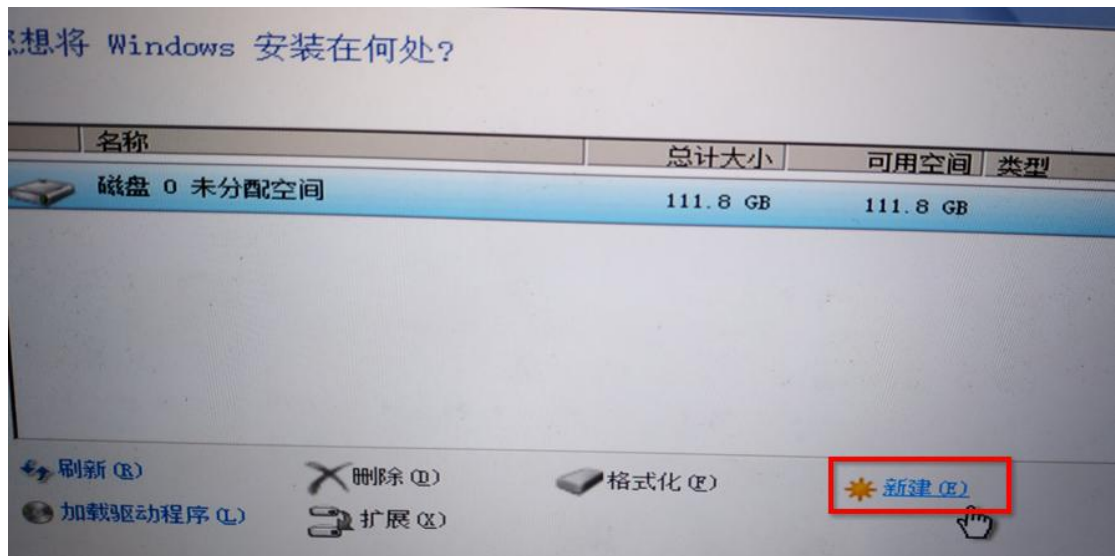 想将 Windows 安装在何处?
名称 总计大小 可用空间 类型
磁盘 0 未分配空间 111.8 GB 111.8 GB
刷新(R) 删除(D) 格式化(F) 新建(E)
加载驱动程序(L) 扩展(X)